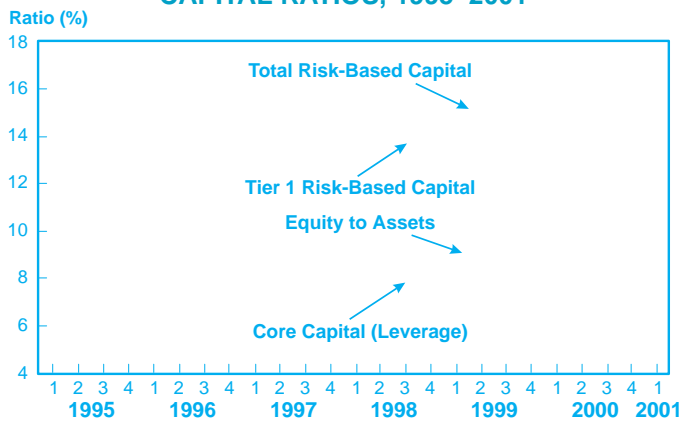 Ratio (%)
18
16
14
12
10
8
6
4
Total Risk-Based Capital
Tier 1 Risk-Based Capital
Equity to Assets
Core Capital (Leverage)
1 2 3 4 1 2 3 4 1 2 3 4 1 2 3 4 1 2 3 4 1 2 3 4 1
1995 1996 1997 1998 1999 2000 2001